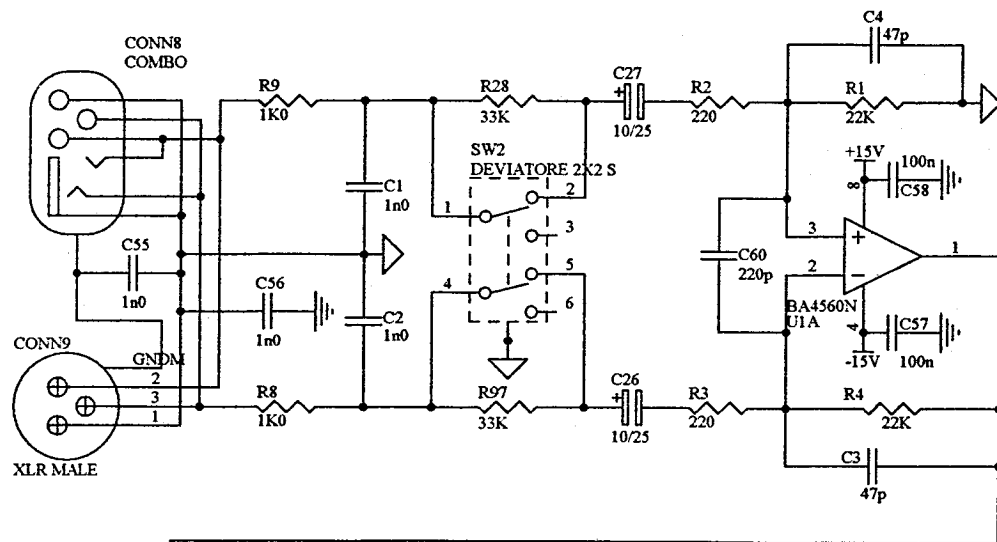 C4
47p
CONN8
COMBO
C27
R9
R28
R2
R1
1K0
33K
10/25
220
22K
SW2
DEVIATORE 2X2 S
+15V
100n
C58
8
C1
1n0
1
2
3
3
1
C55
1n0
C60
220p
2
4
5
C56
1n0
6
BA4560N
U1A
C2
1n0
4
C57
100n
-15V
CONN9
GNDM
2
3
1
R8
1K0
R97
33K
C26
10/25
R3
220
R4
22K
XLR MALE
C3
47p